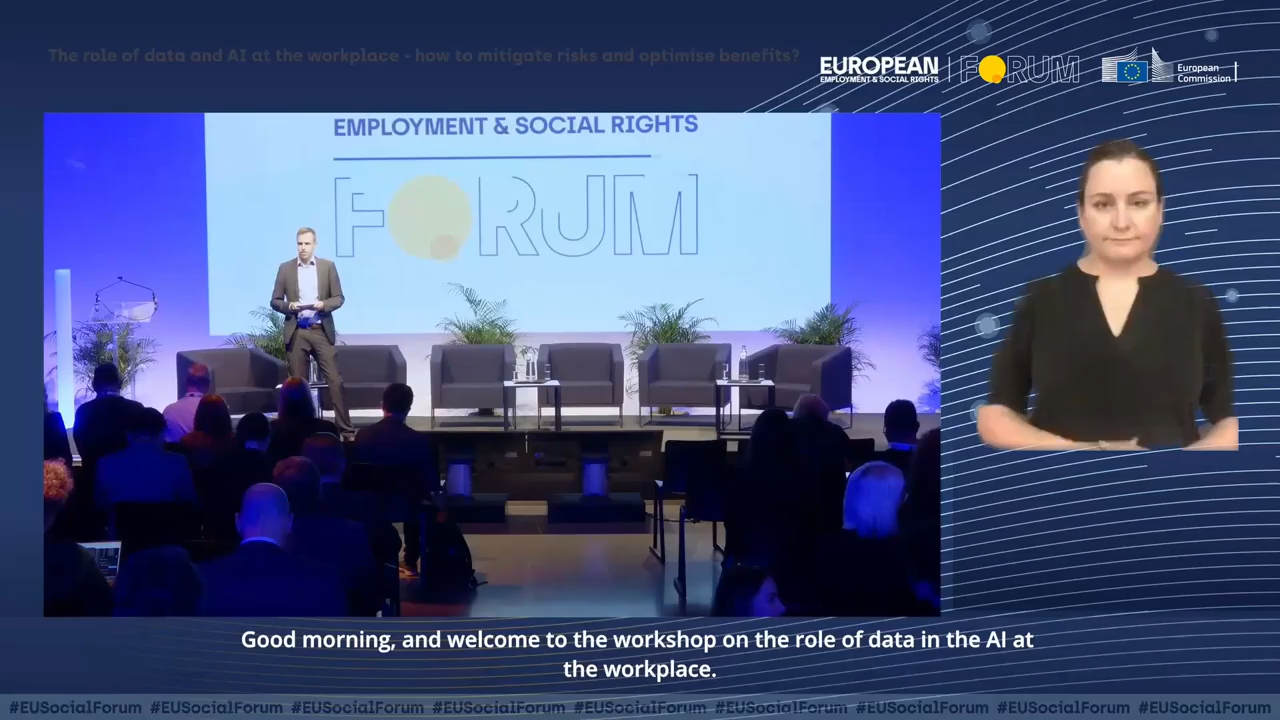 The role of data and AI at the workplace - how to mitigate risks and optimise benefits?
EUROPEAN
EMPLOYMENT & SOCIAL RIGHTS
FORUM
European
Commission
EMPLOYMENT & SOCIAL RIGHTS
FORUM
Good morning, and welcome to the workshop on the role of data in the AI at
the workplace.
#EUSocialForum #EUSocialForum #EUSocialForum #EUSocialForum #EUSocialForum #EUSocialForum #EUSocialForum #EUSocialForum #EUSocialForum